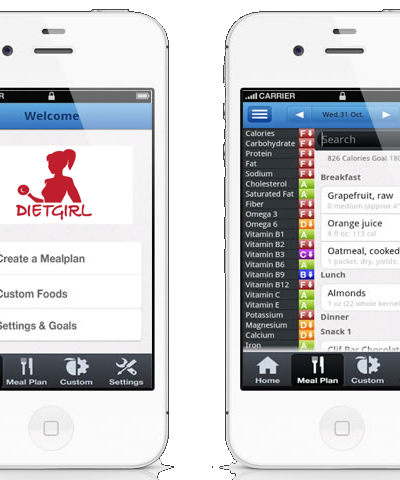 R
Welcome
DIETGIRL
Create a Mealplan
Custom Foods
Settings & Goals
Meal Plan Custom Settings
CARRIER
Wed.31 Oct.
Search
826 Calories Goal 180
Calories F
Carbohydrate F
Protein F
Fat F
Sodium F
Cholesterol A
Saturated Fat A
Fiber F
Omega 3 F
Omega 6 D
Vitamin B1 A
Vitamin B2 F
Vitamin B3 C
Vitamin B6 A
Vitamin B9 B
Vitamin B12 F
Vitamin C A
Vitamin E A
Potassium F
Magnesium D
Calcium D
Iron A
Breakfast
Grapefruit, raw
0 medium (approx 4"
Orange juice
8 fl oz: 113 cal
Oatmeal, cooked
1 packet, dry, yields:
Lunch
Almonds
1 oz (22 whole kernel
Dinner
Snack 1
Clif Bar Chocolat
Home Meal Plan Custom